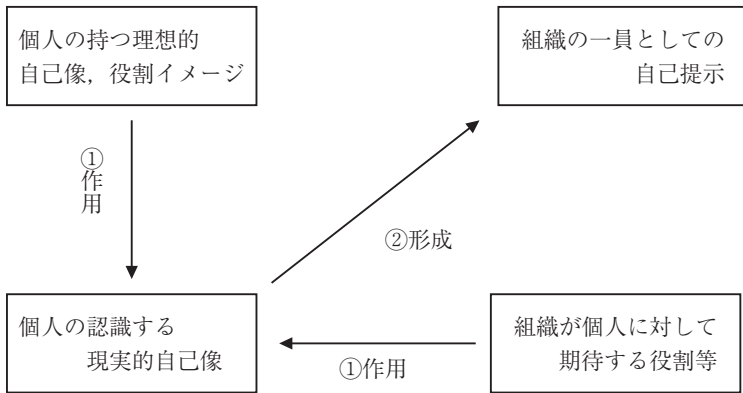 個人の持つ理想的
自己像，役割イメージ
組織の一員としての
自己提示
①作用
②形成
個人の認識する
現実的自己像
①作用
組織が個人に対して
期待する役割等